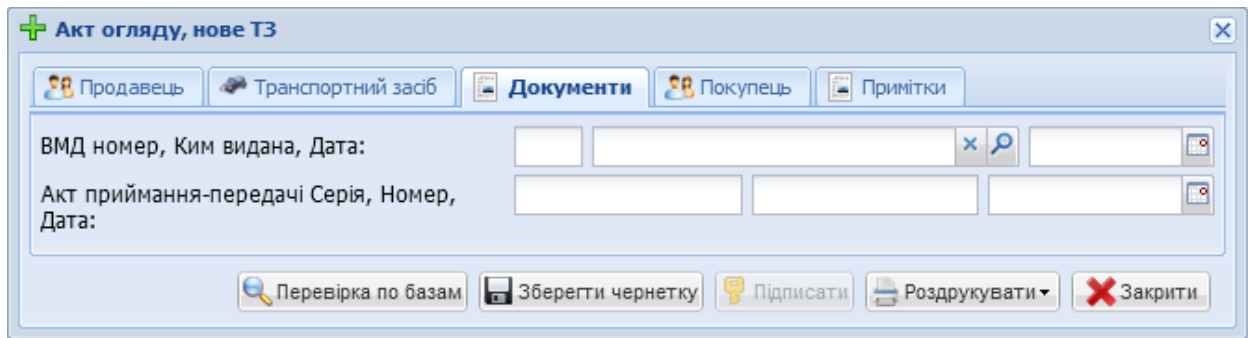 Акт огляду, нове ТЗ
Продавець Транспортний засіб Документи Покупець Примітки
ВМД номер, Ким видана, Дата:
Акт приймання-передачі Серія, Номер,
Дата:
Перевірка по базам Зберегти чернетку Підписати Роздрукувати Закрити